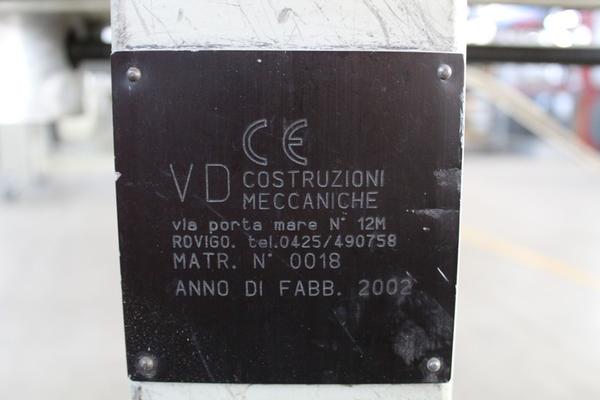 CE
VD COSTRUZIONI
MECCANICHE
via porta mare N° 12M
ROVIGO. tel.0425/490758
MATR. N° 0018
ANNO DI FABB. 2002